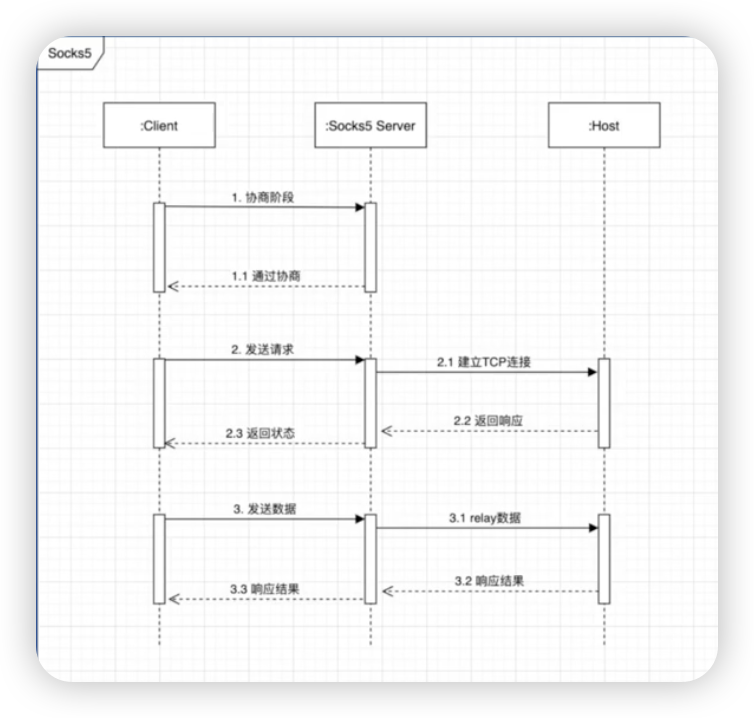 Socks5
:Client
:Socks5 Server
:Host
1. 协商阶段
1.1 通过协商
2. 发送请求
2.1 建立TCP连接
2.2 返回响应
2.3 返回状态
3. 发送数据
3.1 relay数据
3.2 响应结果
3.3 响应结果